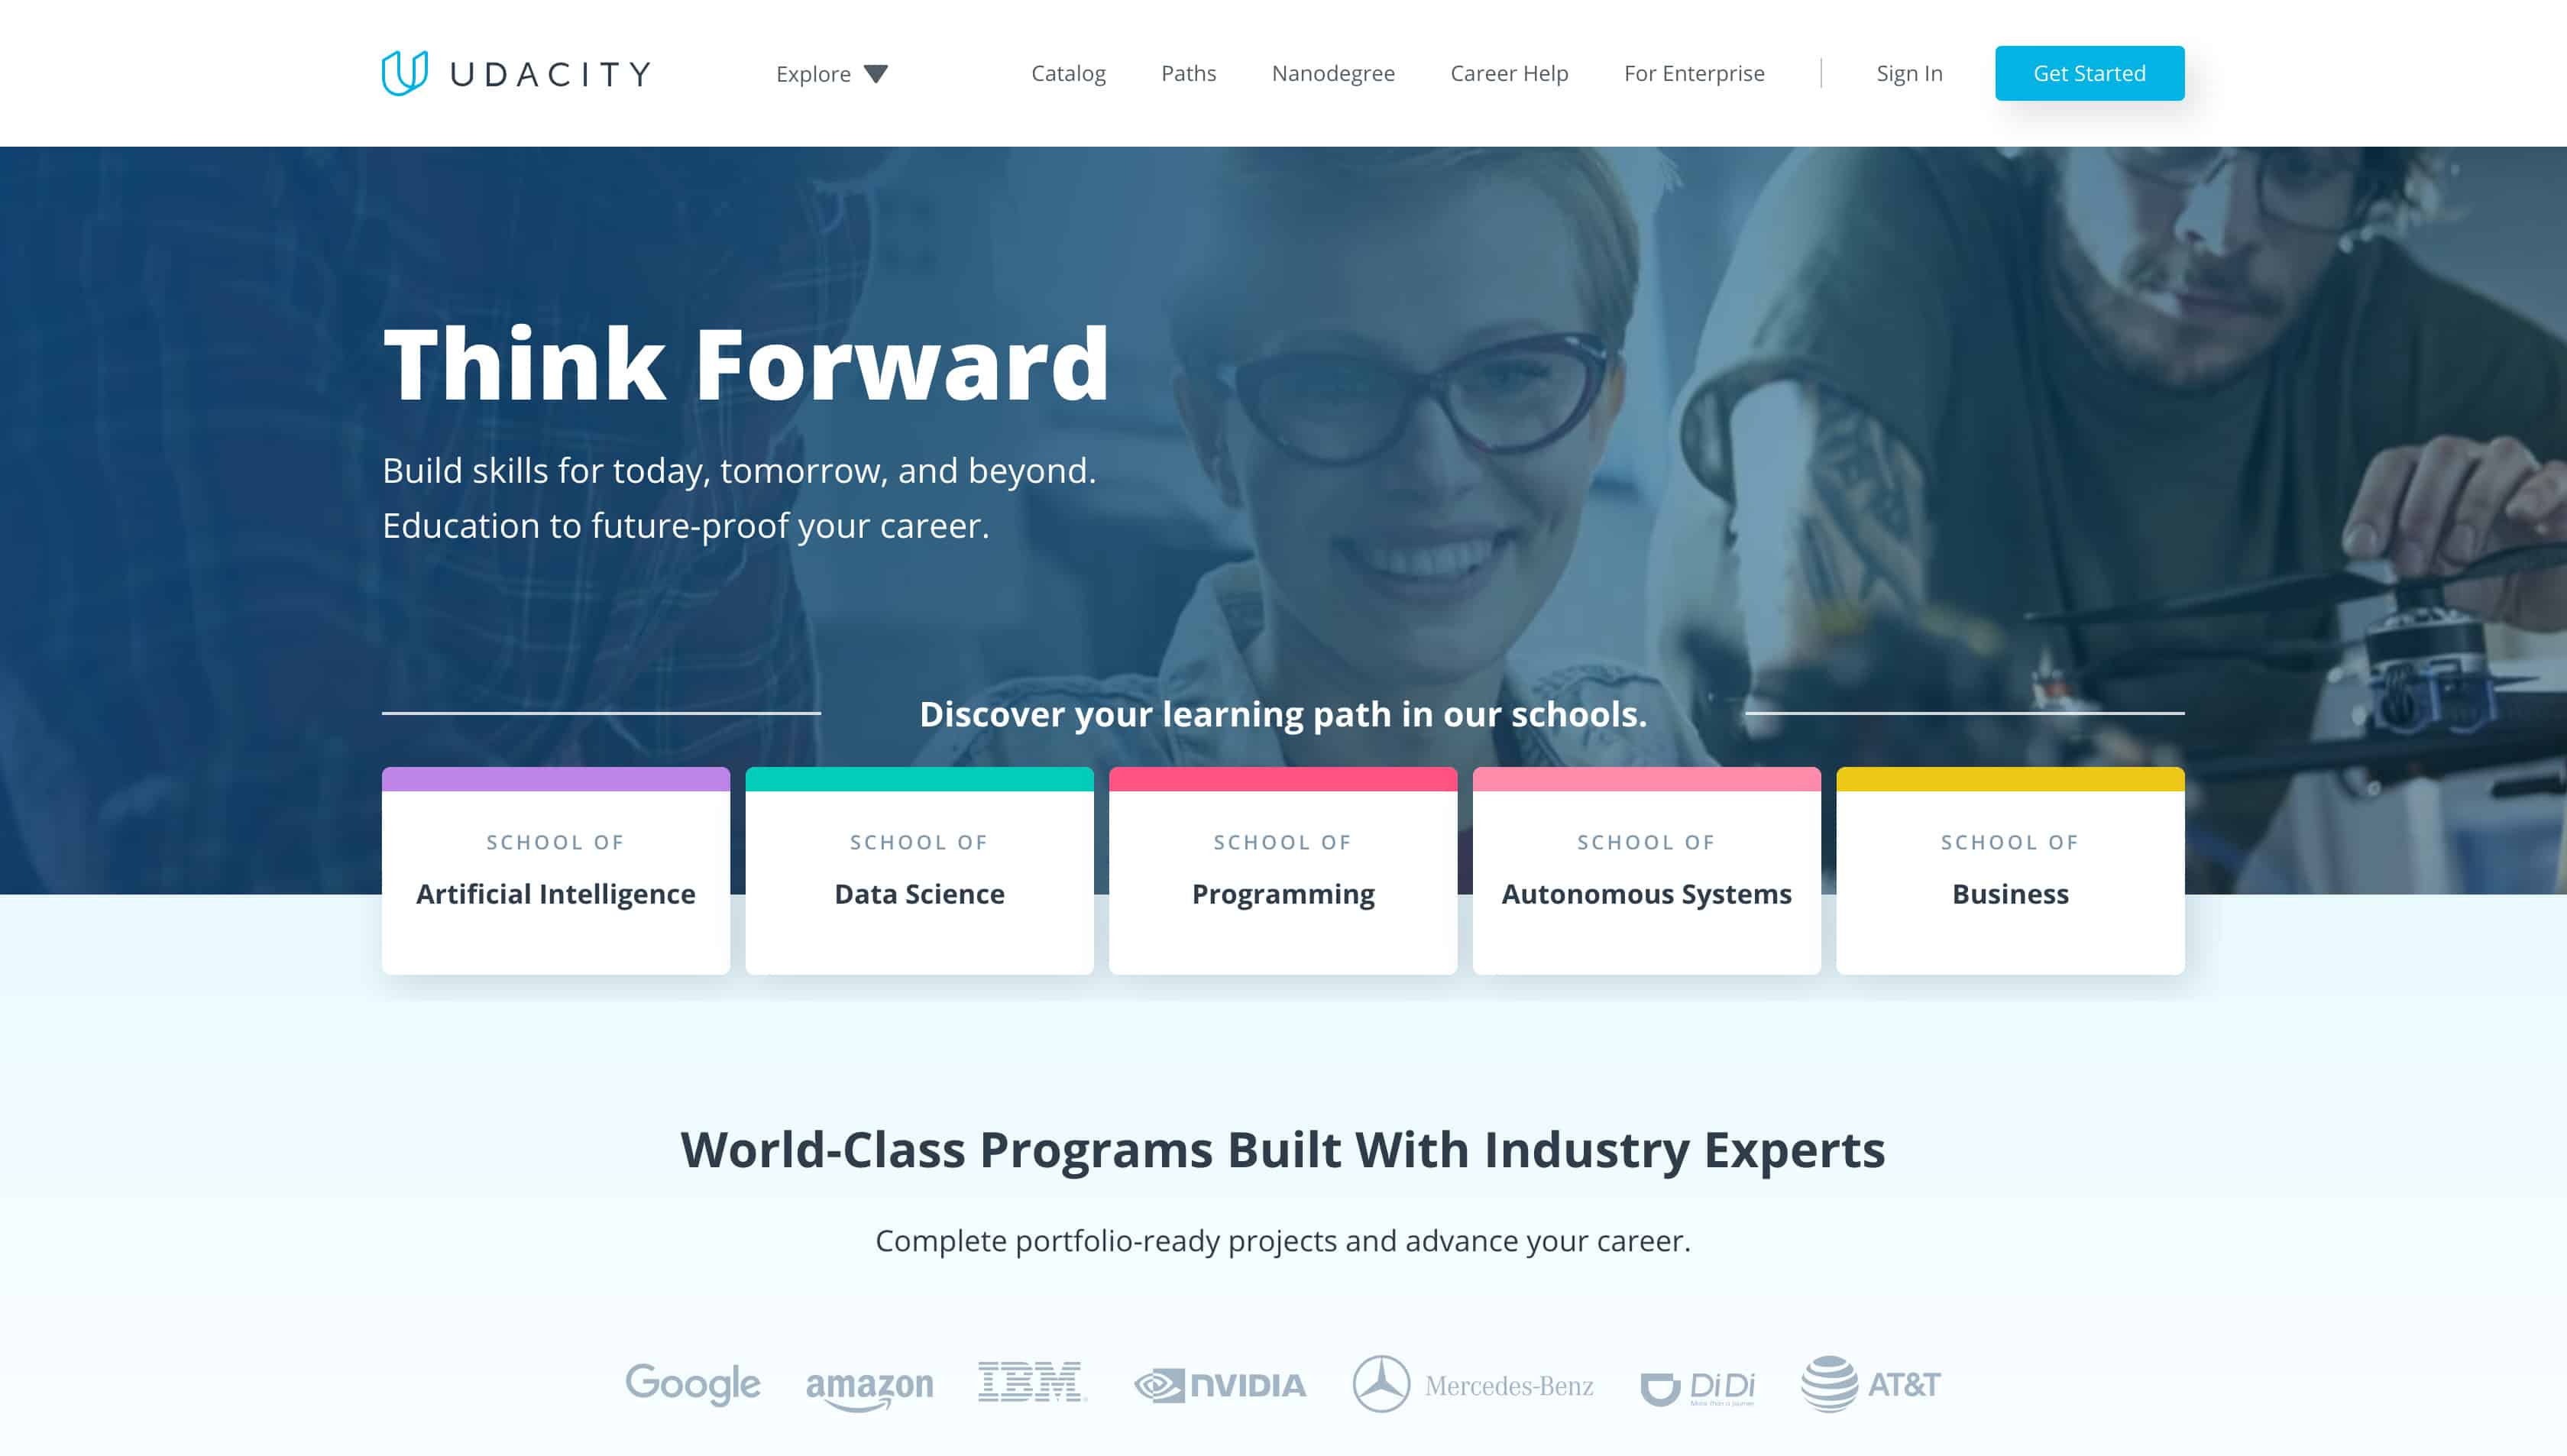 UDACITY
Explore
Catalog
Paths
Nanodegree
Career Help
For Enterprise
Sign In
Get Started
Think Forward
Build skills for today, tomorrow, and beyond.
Education to future-proof your career.
Discover your learning path in our schools.
SCHOOL OF
Artificial Intelligence
SCHOOL OF
Data Science
SCHOOL OF
Programming
SCHOOL OF
Autonomous Systems
SCHOOL OF
Business
World-Class Programs Built With Industry Experts
Complete portfolio-ready projects and advance your career.
Google
amazon
IBM
NVIDIA
Mercedes-Benz
DiDi
More than a journey
AT&T